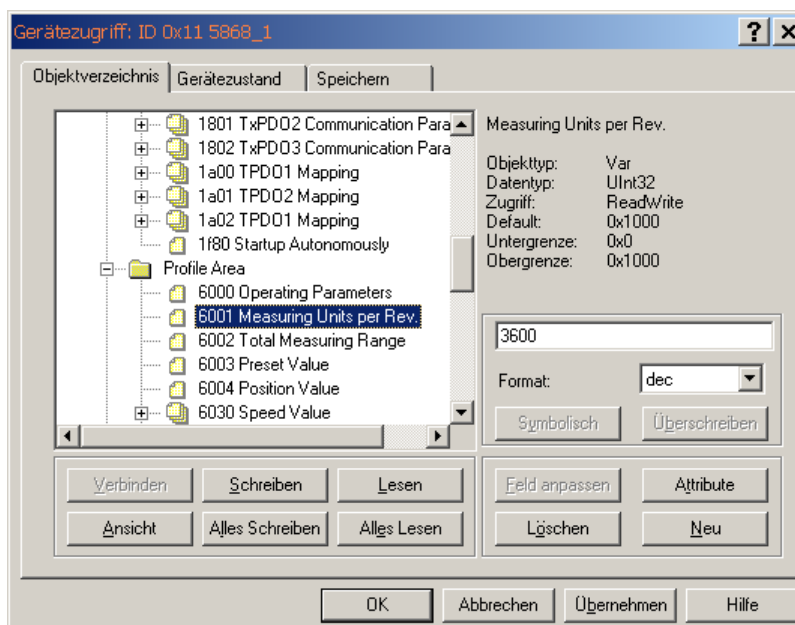 Gerätezugriff: ID 0x11 5868_1
Objektverzeichnis Gerätezustand Speichern
1801 TxPDO2 Communication Para
1802 TxPDO3 Communication Para
1a00 TPDO1 Mapping
1a01 TPDO2 Mapping
1a02 TPDO1 Mapping
1f80 Startup Autonomously
Profile Area
6000 Operating Parameters
6001 Measuring Units per Rev.
6002 Total Measuring Range
6003 Preset Value
6004 Position Value
6030 Speed Value
Measuring Units per Rev.
Objekttyp: Var
Datentyp: UInt32
Zugriff: ReadWrite
Default: 0x1000
Untergrenze: 0x0
Obergrenze: 0x1000
3600
Format: dec
Symbolisch Überschreiben
Verbinden Schreiben Lesen
Ansicht Alles Schreiben Alles Lesen
Feld anpassen Attribute
Löschen Neu
OK Abbrechen Übernehmen Hilfe